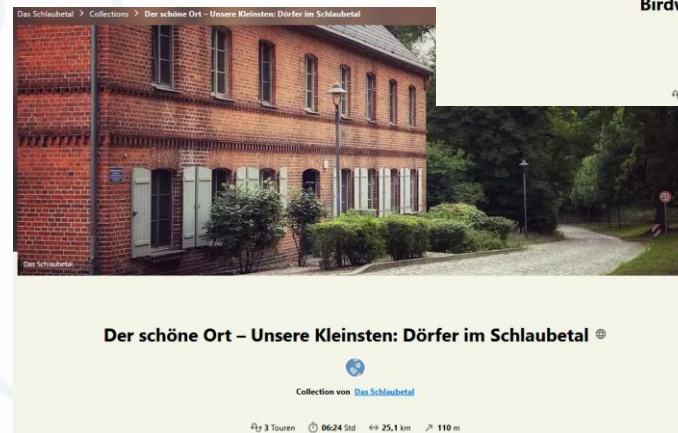 Das Schlaubetal > Collections > Der schöne Ort – Unsere Kleinsten: Dörfer im Schlaubetal
Das Schlaubetal
Der schöne Ort – Unsere Kleinsten: Dörfer im Schlaubetal
Collection von Das Schlaubetal
3 Touren 06:24 Std 25,1 km 110 m